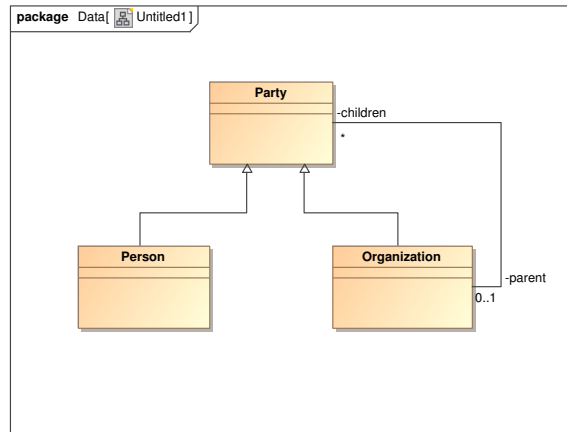 package Data[ Untitled1 ]
Party
-children
*
Person
Organization
-parent
0..1